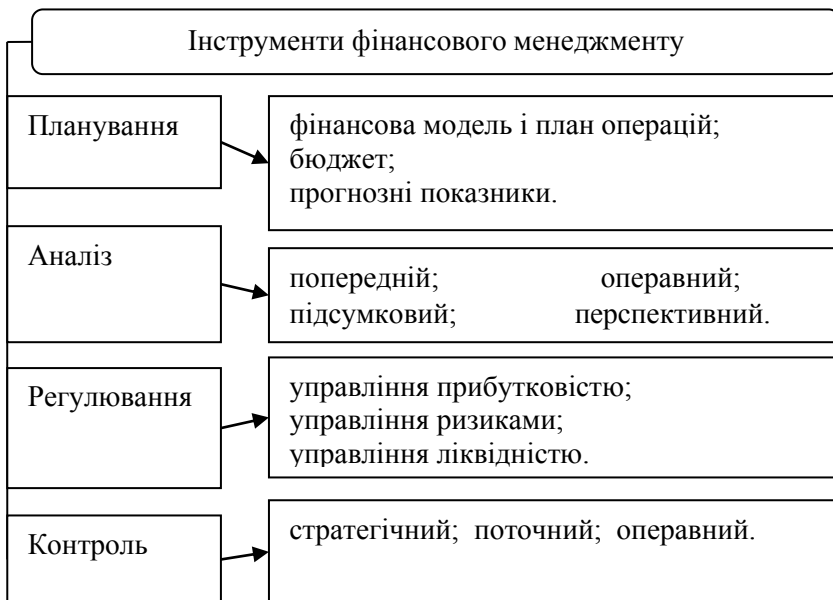 Інструменти фінансового менеджменту
Планування
фінансова модель і план операцій;
бюджет;
прогнозні показники.
Аналіз
попередній; операвний;
підсумковий; перспективний.
Регулювання
управління прибутковістю;
управління ризиками;
управління ліквідністю.
Контроль
стратегічний; поточний; операвний.